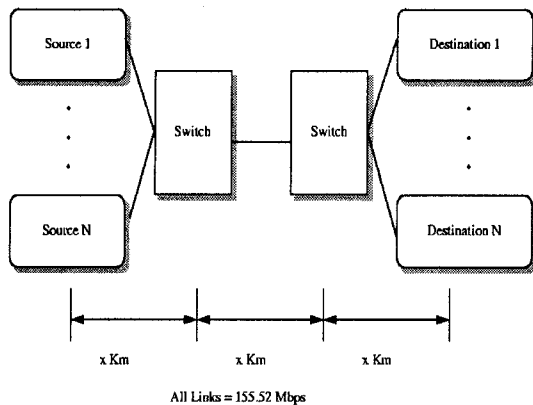 Source 1
Destination 1
Switch
Switch
Source N
Destination N
x Km
x Km
x Km
All Links = 155.52 Mbps